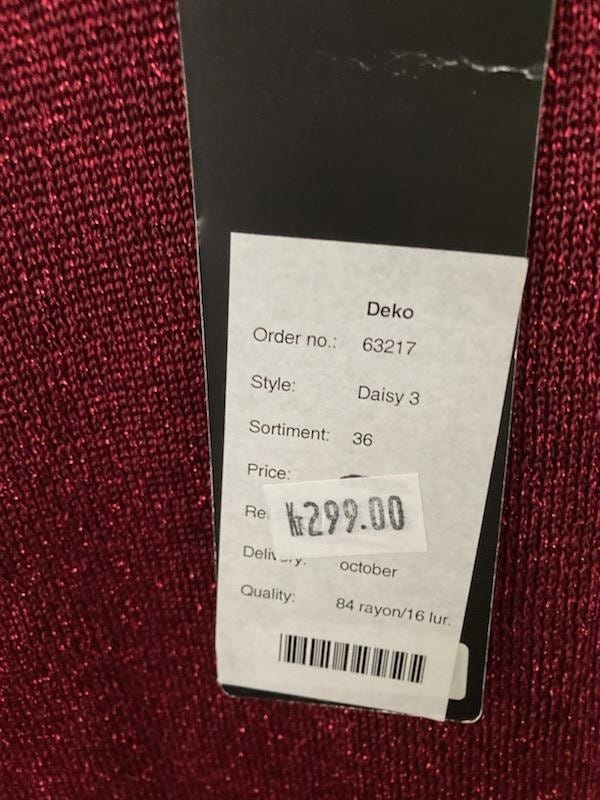 Deko
Order no.: 63217
Style: Daisy 3
Sortiment: 36
Price:
Kr299.00
Delivery: october
Quality: 84 rayon/16 lur.